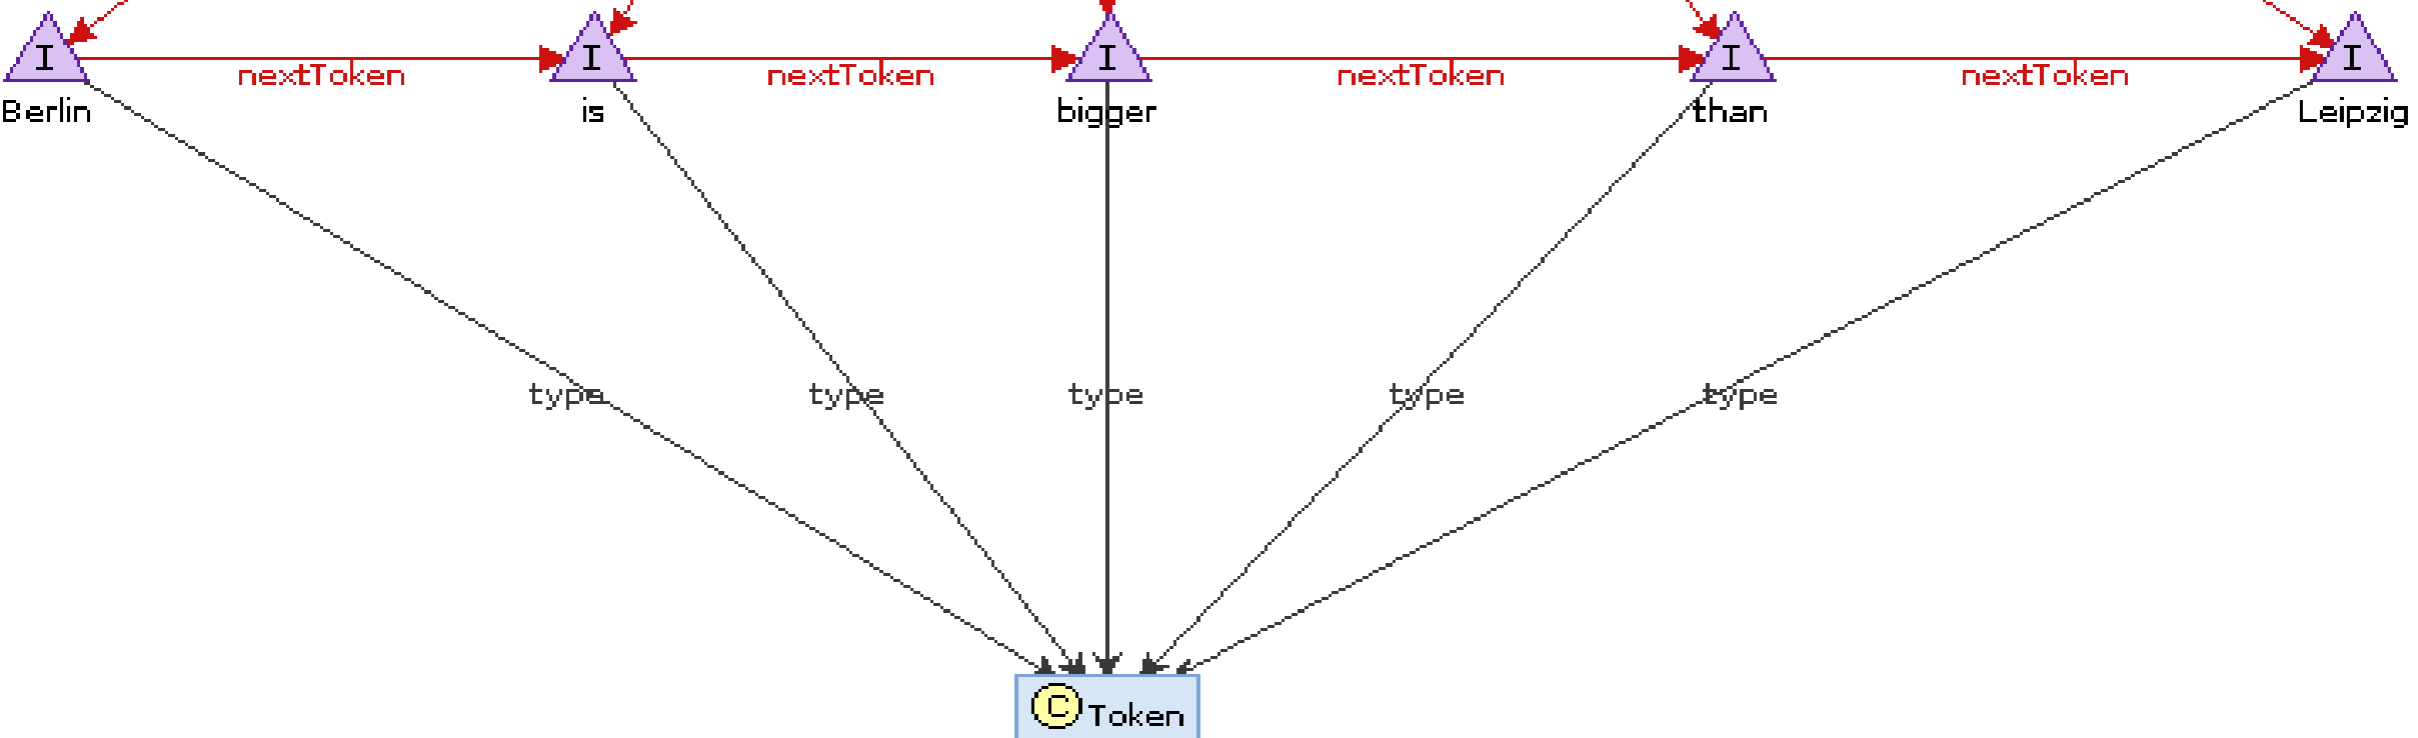 I I I I I
nextToken nextToken nextToken nextToken
Berlin is bigger than Leipzig
type type type type type
C Token